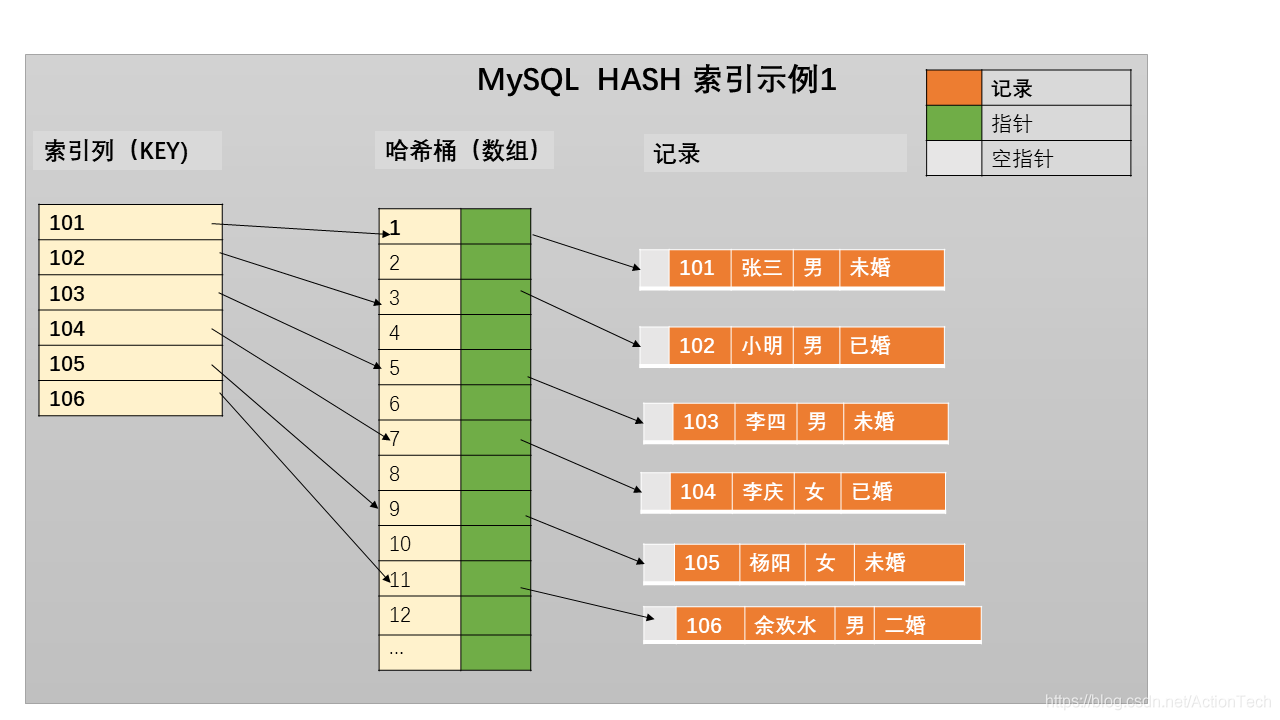 MySQL HASH 索引示例1
记录
指针
空指针
索引列（KEY)
哈希桶（数组）
记录
101
102
103
104
105
106
1
2
3
4
5
6
7
8
9
10
11
12
...
101 张三 男 未婚
102 小明 男 已婚
103 李四 男 未婚
104 李庆 女 已婚
105 杨阳 女 未婚
106 余欢水 男 二婚
https://blog.csdn.net/ActionTech